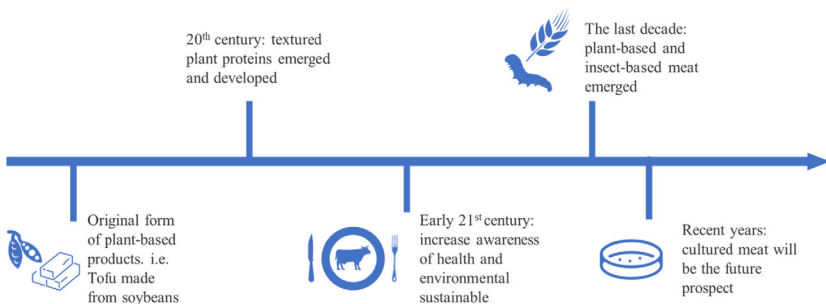 20th century: textured
plant proteins emerged
and developed
The last decade:
plant-based and
insect-based meat
emerged
Original form
of plant-based
products. i.e.
Tofu made
from soybeans
Early 21st century:
increase awareness
of health and
environmental
sustainable
Recent years:
cultured meat will
be the future
prospect